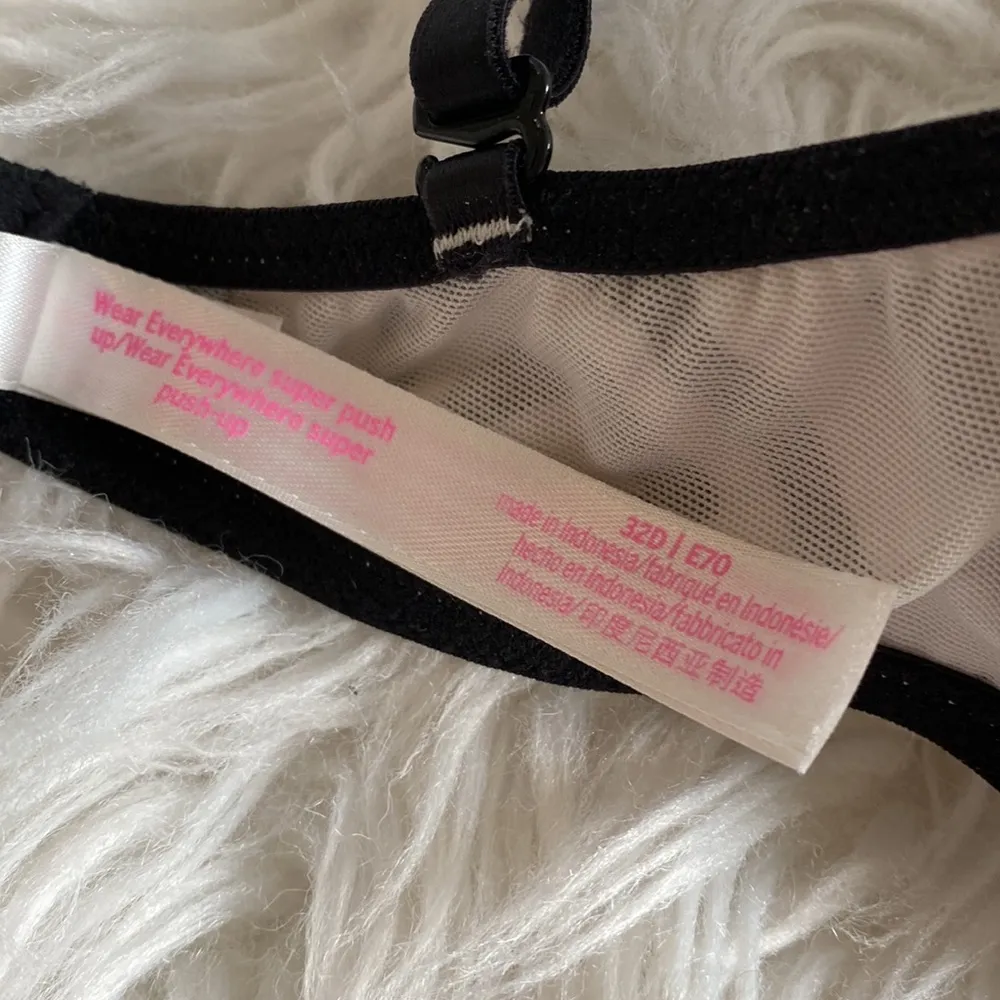 Wear Everywhere super push
up/Wear Everywhere super
push-up
32D | E70
made in Indonesia/fabriqué en Indonésie/
hecho en Indonesia/fabbricato in
Indonesia/印度尼西亚制造